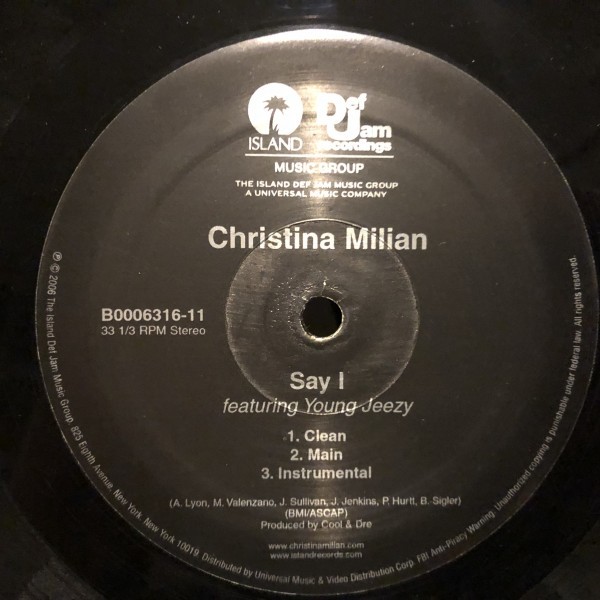 ISLAND
Def Jam recordings
MUSIC GROUP
THE ISLAND DEF JAM MUSIC GROUP
A UNIVERSAL MUSIC COMPANY
Christina Milian
B0006316-11
33 1/3 RPM Stereo
Say I
featuring Young Jeezy
1. Clean
2. Main
3. Instrumental
(A. Lyon, M. Valenzano, J. Sullivan, J. Jenkins, P. Hurtt, B. Sigler)
(BMI/ASCAP)
Produced by Cool & Dre
www.christinamilian.com
www.islandrecords.com
℗ © 2006 The Island Def Jam Music Group, 825 Eighth Avenue, New York, New York 10019. Distributed by Universal Music & Video Distribution Corp. FBI Anti-Piracy Warning. Unauthorized copying is punishable under federal law. All rights reserved.